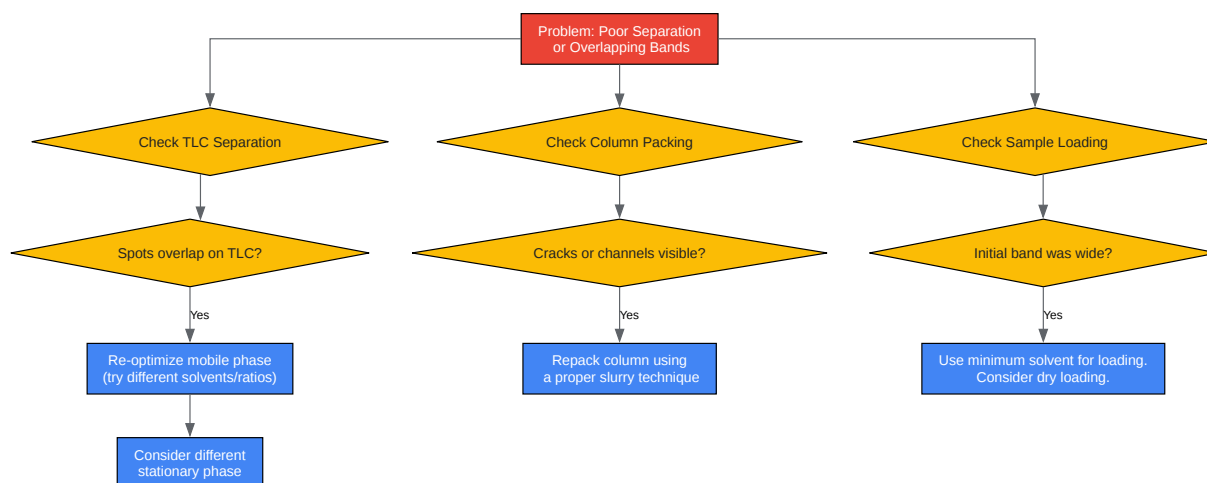 Problem: Poor Separation
or Overlapping Bands
Check TLC Separation
Check Column Packing
Check Sample Loading
Spots overlap on TLC?
Cracks or channels visible?
Initial band was wide?
Yes
Yes
Yes
Re-optimize mobile phase
(try different solvents/ratios)
Repack column using
a proper slurry technique
Use minimum solvent for loading.
Consider dry loading.
Consider different
stationary phase